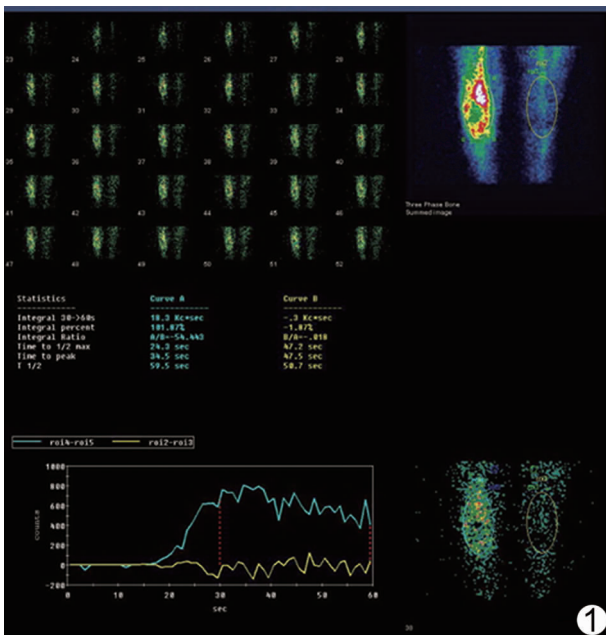 23 24 25 26 27 28
29 30 31 32 33 34
35 36 37 38 39 40
41 42 43 44 45 46
47 48 49 50 51 52
Three Phase Bone
Summed image
Statistics Curve A Curve B
Integral 30->60s 18.3 Kc*sec -.3 Kc*sec
Integral percent 101.07% -1.07%
Integral Ratio A/B=-54.443 B/A=-.018
Time to 1/2 max 24.3 sec 47.2 sec
Time to peak 34.5 sec 47.5 sec
T 1/2 59.5 sec 50.7 sec
roi4-roi5 roi2-roi3
1000
800
600
400
200
0
-200
counts
0 10 20 30 40 50 60
sec
30
1